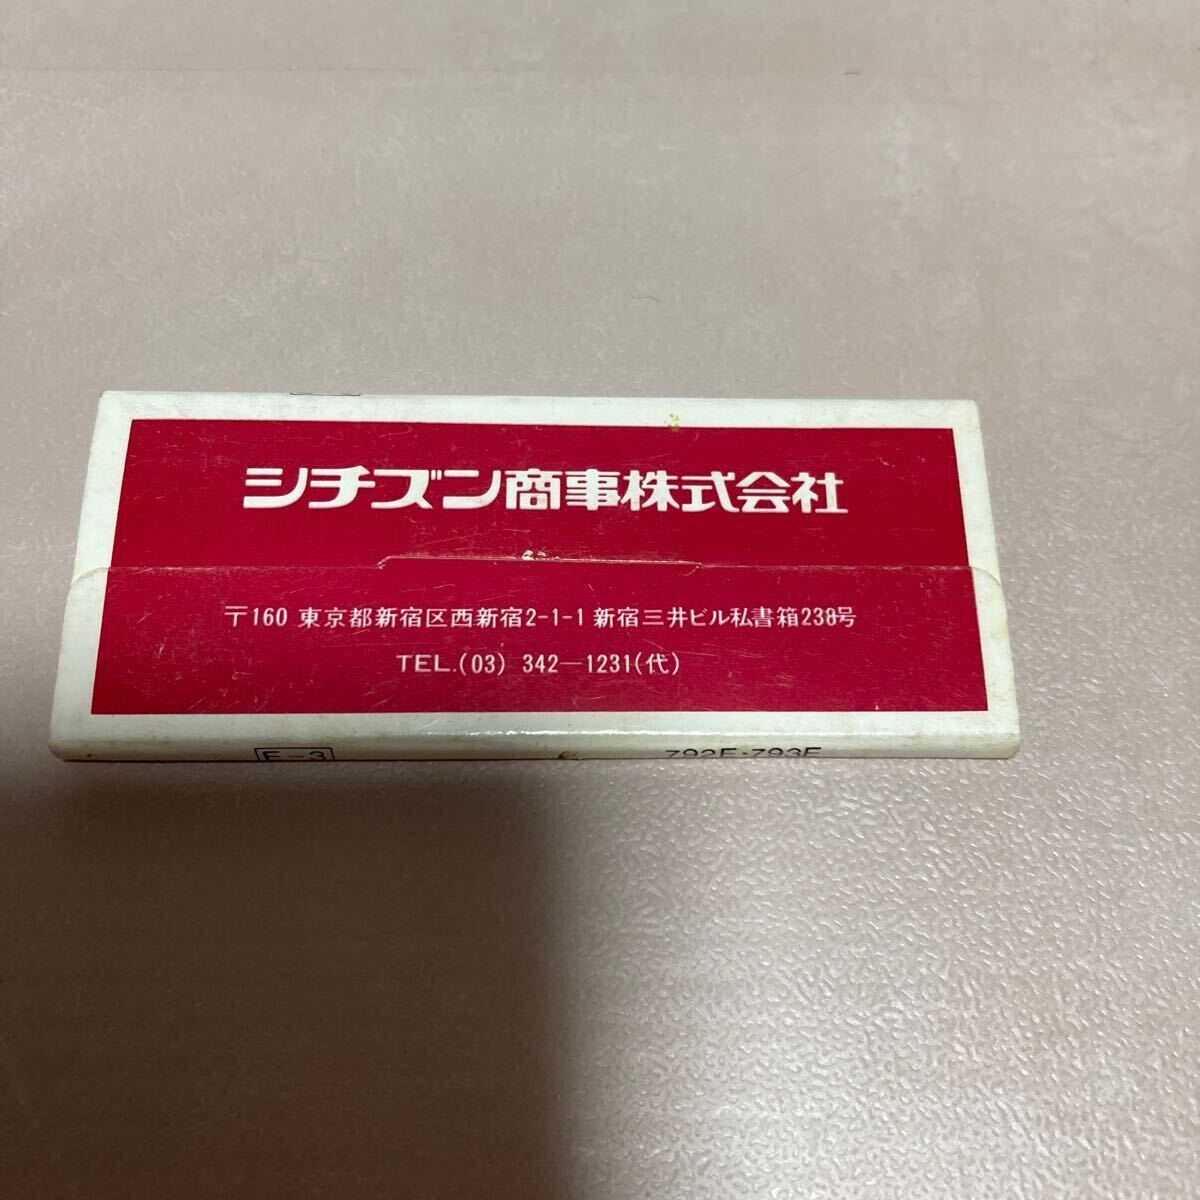 シチズン商事株式会社
〒160 東京都新宿区西新宿2-1-1 新宿三井ビル私書箱238号
TEL.(03) 342—1231(代)
E-3 792E・793E